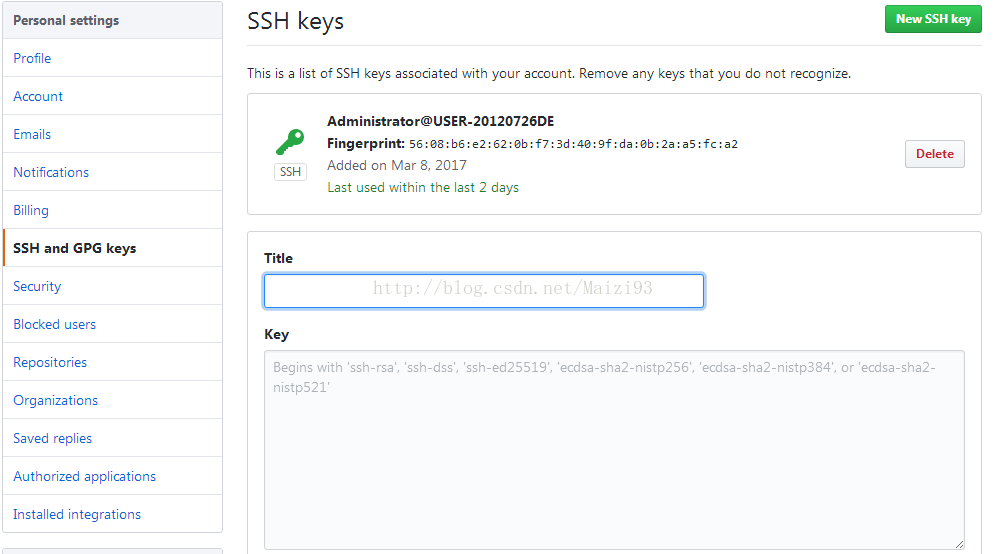 Personal settings
Profile
Account
Emails
Notifications
Billing
SSH and GPG keys
Security
Blocked users
Repositories
Organizations
Saved replies
Authorized applications
Installed integrations
SSH keys
New SSH key
This is a list of SSH keys associated with your account. Remove any keys that you do not recognize.
SSH
Administrator@USER-20120726DE
Fingerprint: 56:08:b6:e2:62:0b:f7:3d:40:9f:da:0b:2a:a5:fc:a2
Added on Mar 8, 2017
Last used within the last 2 days
Delete
Title
http://blog.csdn.net/Maizi93
Key
Begins with 'ssh-rsa', 'ssh-dss', 'ssh-ed25519', 'ecdsa-sha2-nistp256', 'ecdsa-sha2-nistp384', or 'ecdsa-sha2-
nistp521'